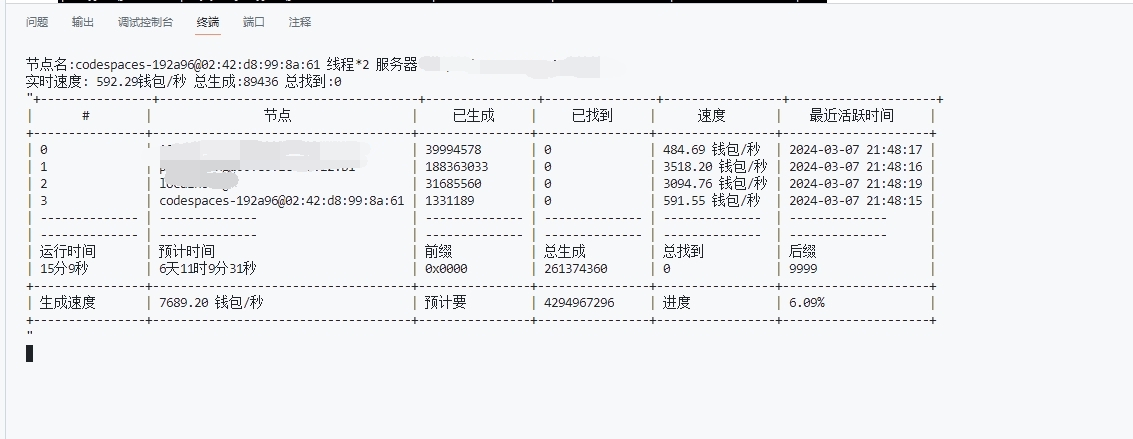 问题 输出 调试控制台 终端 端口 注释
节点名:codespaces-192a96@02:42:d8:99:8a:61 线程*2 服务器
实时速度: 592.29钱包/秒 总生成:89436 总找到:0
"+--------------+----------------------------+--------------+--------------+--------------+------------------+
| # | 节点 | 已生成 | 已找到 | 速度 | 最近活跃时间 |
+--------------+----------------------------+--------------+--------------+--------------+------------------+
| 0 | | 39994578 | 0 | 484.69 钱包/秒 | 2024-03-07 21:48:17 |
| 1 | | 188363033 | 0 | 3518.20 钱包/秒 | 2024-03-07 21:48:16 |
| 2 | | 31685560 | 0 | 3094.76 钱包/秒 | 2024-03-07 21:48:19 |
| 3 | codespaces-192a96@02:42:d8:99:8a:61 | 1331189 | 0 | 591.55 钱包/秒 | 2024-03-07 21:48:15 |
| ------------ | ------------ | ------------ | ------------ | ------------ | ------------ |
| ------------ | ------------ | ------------ | ------------ | ------------ | ------------ |
| 运行时间 | 预计时间 | 前缀 | 总生成 | 总找到 | 后缀 |
| 15分9秒 | 6天11时9分31秒 | 0x0000 | 261374360 | 0 | 9999 |
+--------------+----------------------------+--------------+--------------+--------------+------------------+
| 生成速度 | 7689.20 钱包/秒 | 预计要 | 4294967296 | 进度 | 6.09% |
+--------------+----------------------------+--------------+--------------+--------------+------------------+
"